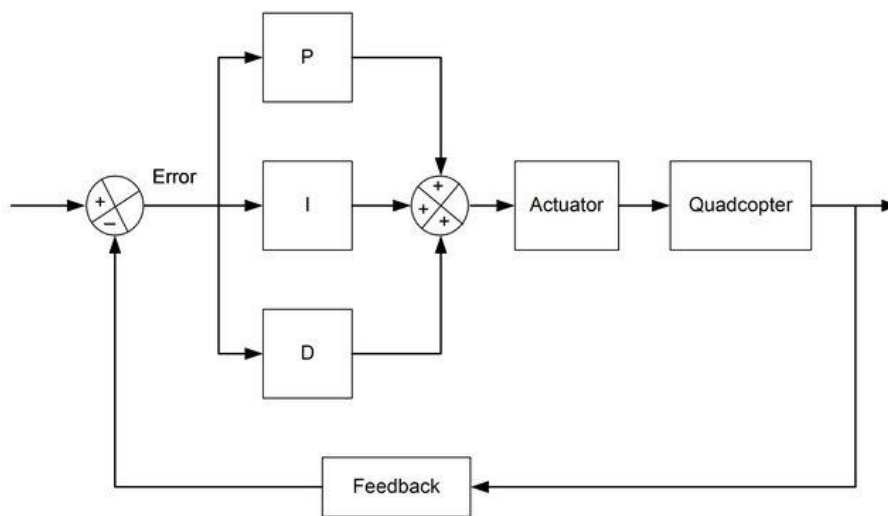 P
Error
+
+
−
I
+
+
+
Actuator
Quadcopter
D
Feedback